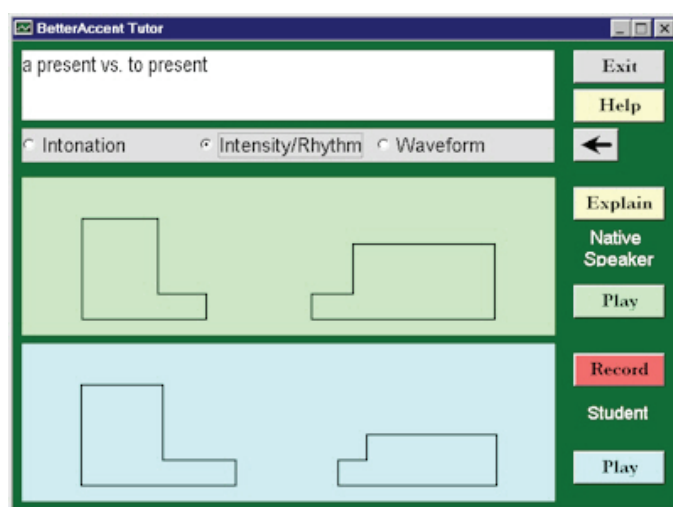 BetterAccent Tutor
a present vs. to present
Exit
Help
Intonation Intensity/Rhythm Waveform
Explain
Native
Speaker
Play
Record
Student
Play